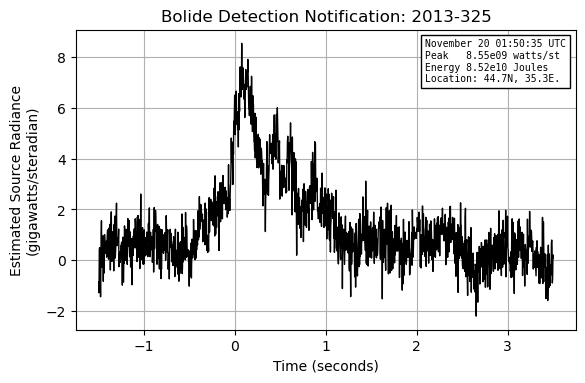 Bolide Detection Notification: 2013-325
November 20 01:50:35 UTC
Peak   8.55e09 watts/st
Energy 8.52e10 Joules
Location: 44.7N, 35.3E.
Estimated Source Radiance
(gigawatts/steradian)
8
6
4
2
0
−2
−1
0
1
2
3
Time (seconds)